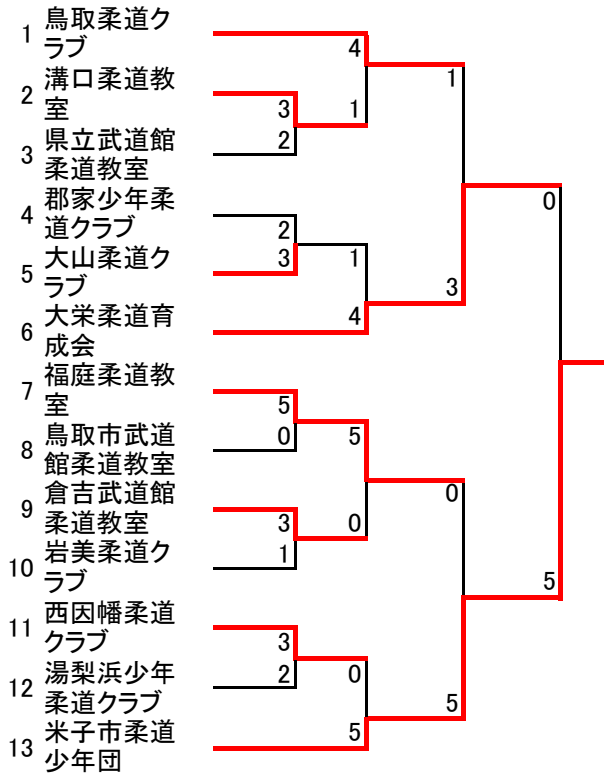 1 鳥取柔道ク
ラブ
2 溝口柔道教
室
3 県立武道館
柔道教室
4 郡家少年柔
道クラブ
5 大山柔道ク
ラブ
6 大栄柔道育
成会
7 福庭柔道教
室
8 鳥取市武道
館柔道教室
9 倉吉武道館
柔道教室
10 岩美柔道ク
ラブ
11 西因幡柔道
クラブ
12 湯梨浜少年
柔道クラブ
13 米子市柔道
少年団
3
2
2
3
5
0
3
1
3
2
4
1
1
4
5
0
0
5
1
3
0
5
0
5